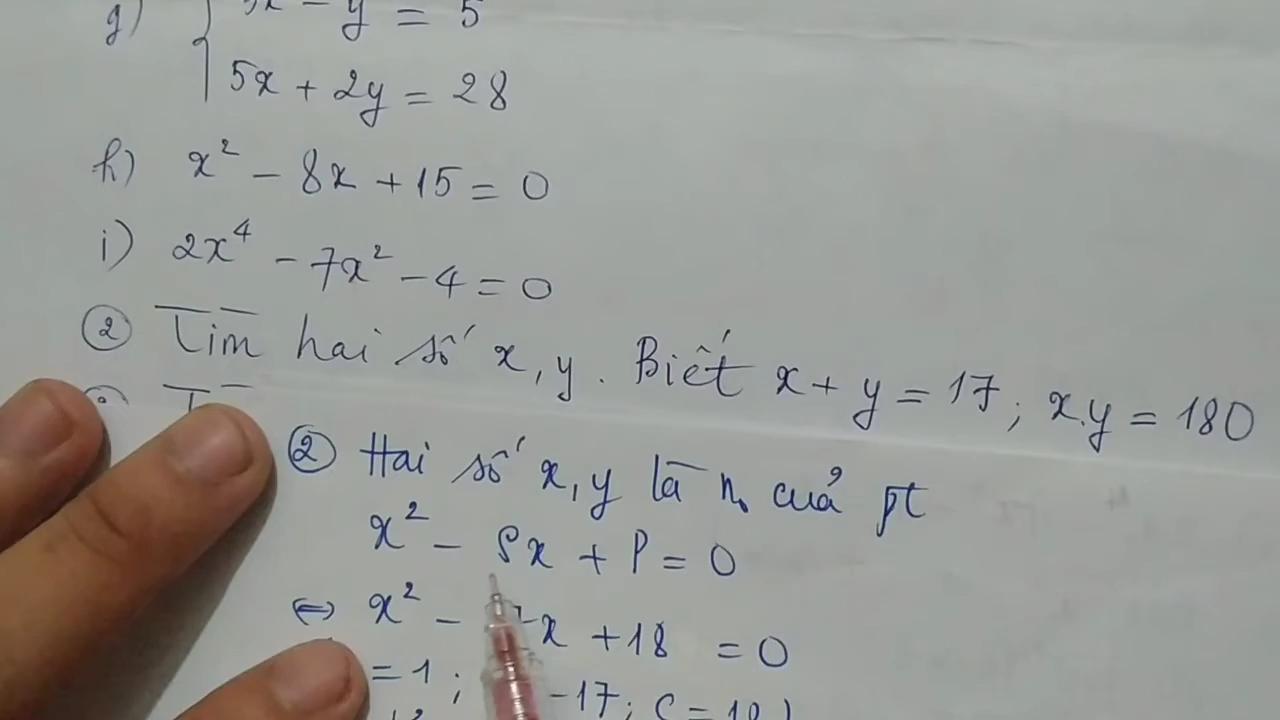 g) x - y = 5
5x + 2y = 28
h) x² - 8x + 15 = 0
i) 2x⁴ - 7x² - 4 = 0
② Tìm hai số x, y. Biết x + y = 17; x.y = 180
② Hai số x, y là n₀ của pt
x² - Sx + P = 0
⇔ x² - x + 18 = 0
= 1; -17; C =